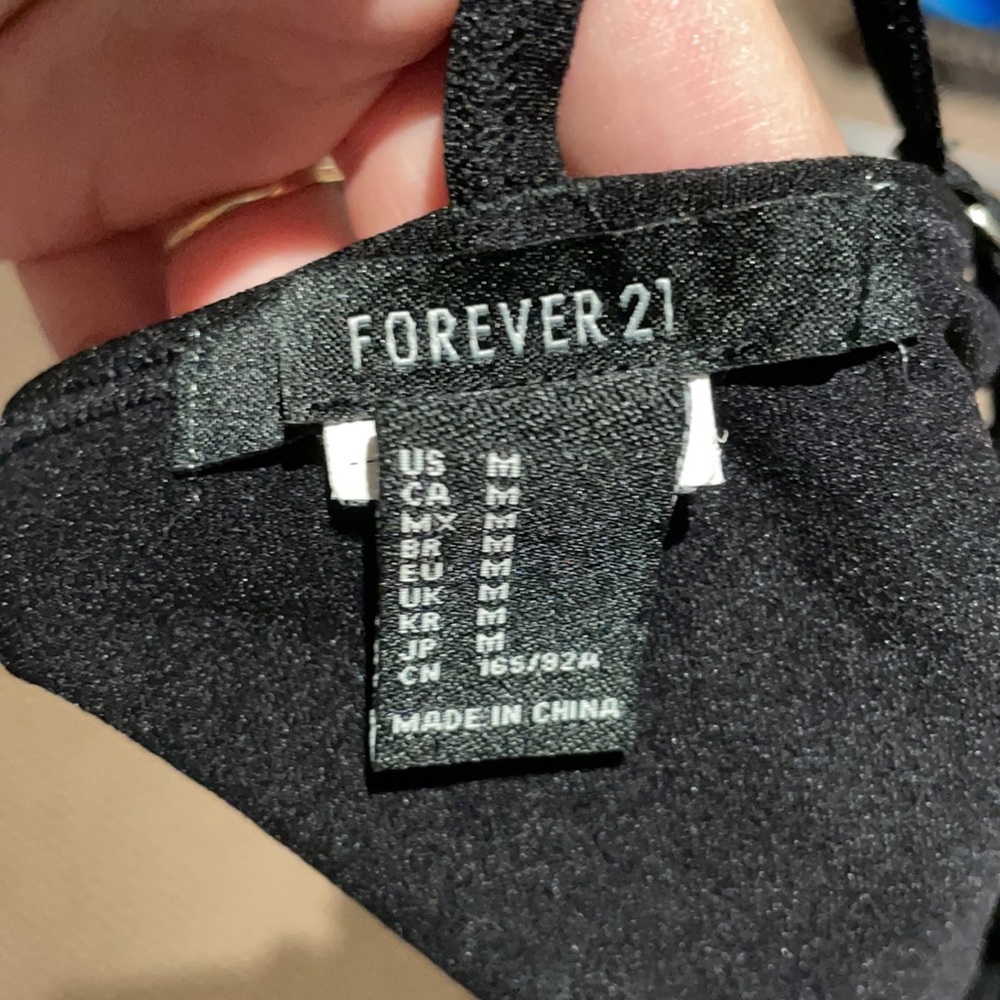 FOREVER 21
US M
CA M
MX M
BR M
EU M
UK M
KR M
JP M
CN 165/92A
MADE IN CHINA